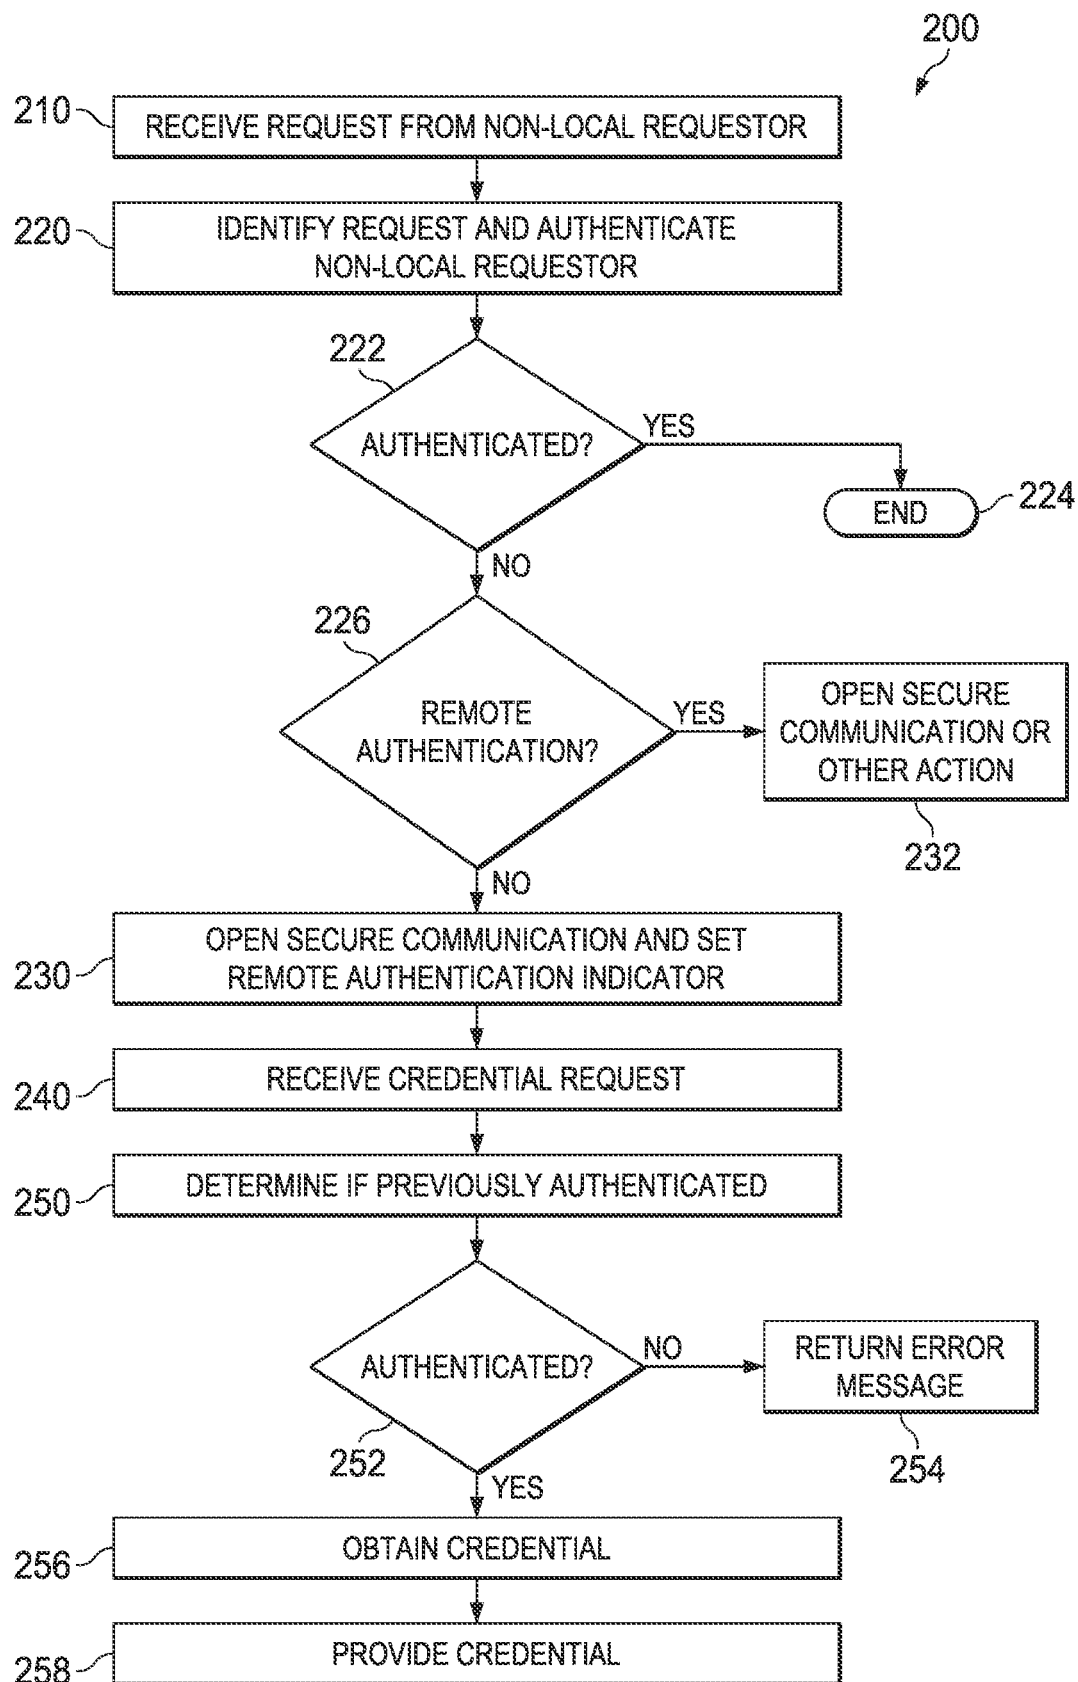 200
210
RECEIVE REQUEST FROM NON-LOCAL REQUESTOR
220
IDENTIFY REQUEST AND AUTHENTICATE
NON-LOCAL REQUESTOR
222
AUTHENTICATED?
YES
END
224
NO
226
REMOTE
AUTHENTICATION?
YES
OPEN SECURE
COMMUNICATION OR
OTHER ACTION
232
NO
230
OPEN SECURE COMMUNICATION AND SET
REMOTE AUTHENTICATION INDICATOR
240
RECEIVE CREDENTIAL REQUEST
250
DETERMINE IF PREVIOUSLY AUTHENTICATED
AUTHENTICATED?
NO
RETURN ERROR
MESSAGE
252
254
YES
256
OBTAIN CREDENTIAL
258
PROVIDE CREDENTIAL